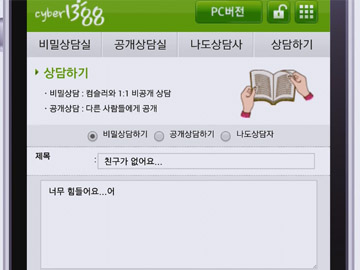 cyber1388
PC버전
비밀상담실 공개상담실 나도상담사 상담하기
상담하기
· 비밀상담 : 컴슬리와 1:1 비공개 상담
· 공개상담 : 다른 사람들에게 공개
비밀상담하기 공개상담하기 나도상담자
제목 : 친구가 없어요...
너무 힘들어요...어